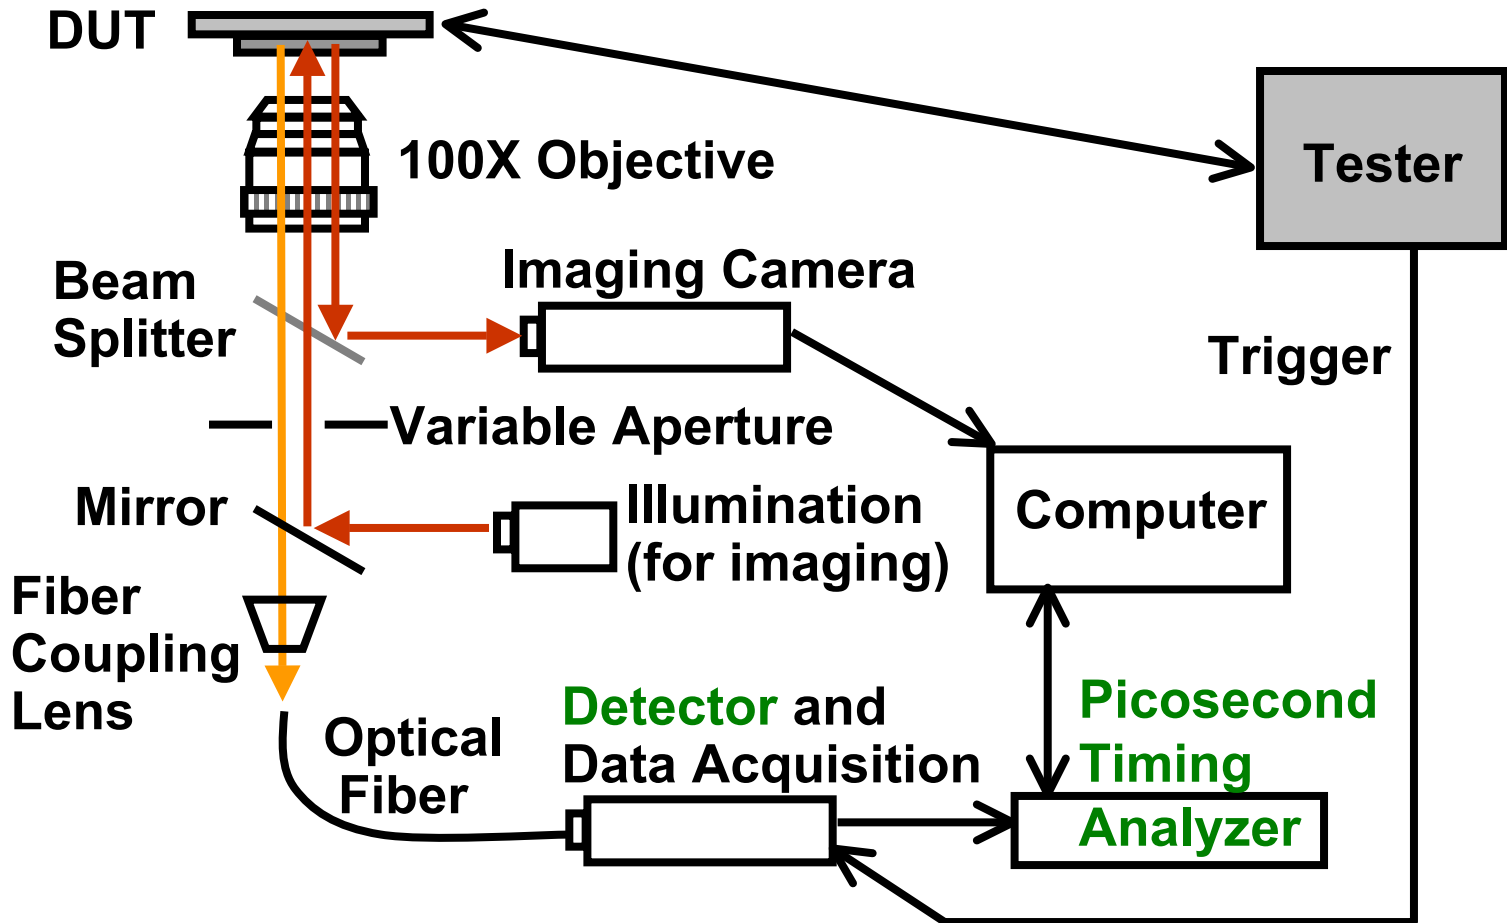 DUT
100X Objective
Tester
Beam
Splitter
Imaging Camera
Trigger
Variable Aperture
Mirror
Illumination
(for imaging)
Computer
Fiber
Coupling
Lens
Optical
Fiber
Detector and
Data Acquisition
Picosecond
Timing
Analyzer